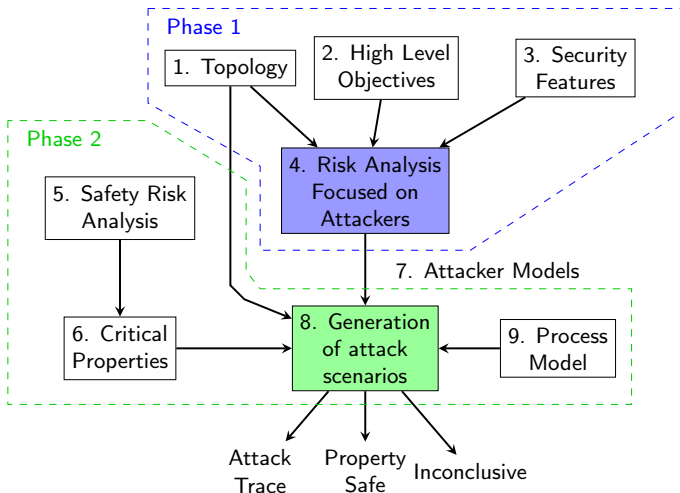 Phase 1
1. Topology
2. High Level
Objectives
3. Security
Features
Phase 2
4. Risk Analysis
Focused on
Attackers
5. Safety Risk
Analysis
7. Attacker Models
6. Critical
Properties
8. Generation
of attack
scenarios
9. Process
Model
Attack
Trace
Property
Safe
Inconclusive